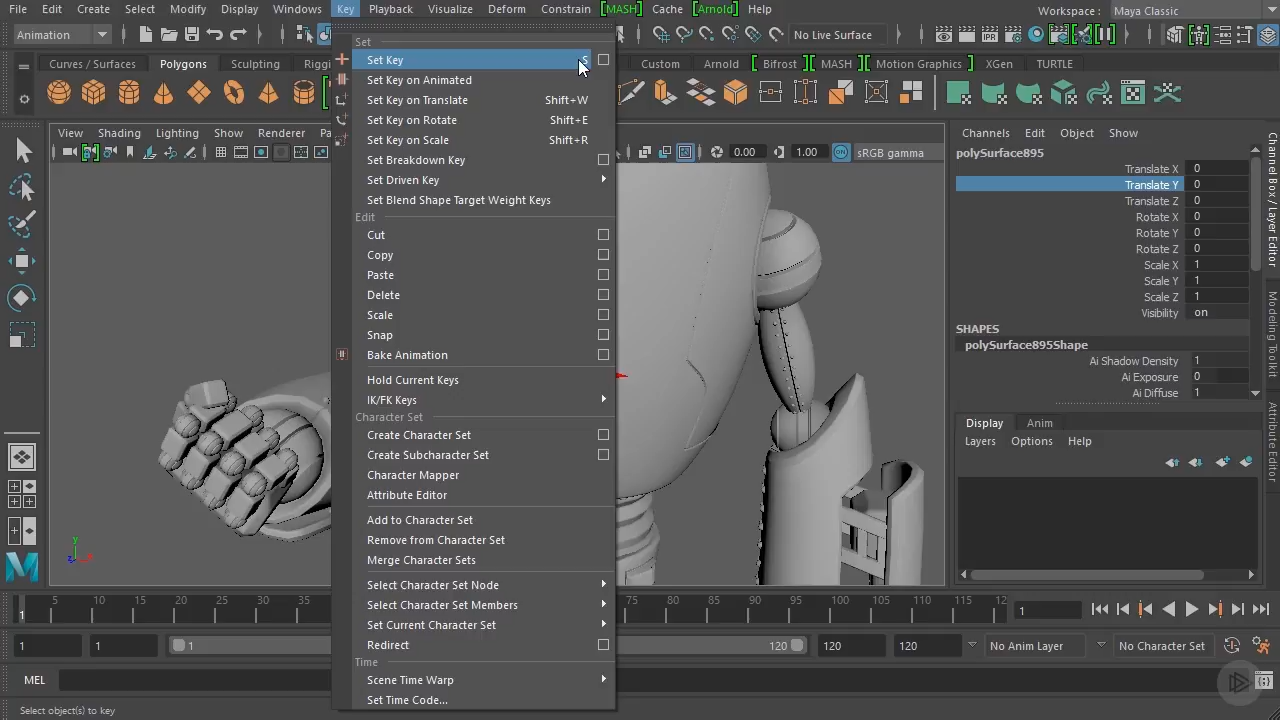 File Edit Create Select Modify Display Windows Key Playback Visualize Deform Constrain [MASH] Cache [Arnold] Help
Workspace : Maya Classic
Animation
No Live Surface
Curves / Surfaces Polygons Sculpting Custom Arnold Bifrost MASH Motion Graphics XGen TURTLE
View Shading Lighting Show Renderer
0.00 1.00 ON sRGB gamma
Set
Set Key S
Set Key on Animated
Set Key on Translate Shift+W
Set Key on Rotate Shift+E
Set Key on Scale Shift+R
Set Breakdown Key
Set Driven Key
Set Blend Shape Target Weight Keys
Edit
Cut
Copy
Paste
Delete
Scale
Snap
Bake Animation
Hold Current Keys
IK/FK Keys
Character Set
Create Character Set
Create Subcharacter Set
Character Mapper
Attribute Editor
Add to Character Set
Remove from Character Set
Merge Character Sets
Select Character Set Node
Select Character Set Members
Set Current Character Set
Redirect
Time
Scene Time Warp
Set Time Code...
Channels Edit Object Show
polySurface895
Translate X 0
Translate Y 0
Translate Z 0
Rotate X 0
Rotate Y 0
Rotate Z 0
Scale X 1
Scale Y 1
Scale Z 1
Visibility on
SHAPES
polySurface895Shape
Ai Shadow Density 1
Ai Exposure 0
Ai Diffuse 1
Display Anim
Layers Options Help
Channel Box / Layer Editor
Modeling Toolkit
Attribute Editor
y
z x
1 5 10 15 20 25 30 35 75 80 85 90 95 100 105 110 115 12
1
1 1 1 120 120 120 No Anim Layer No Character Set
MEL
Select object(s) to key